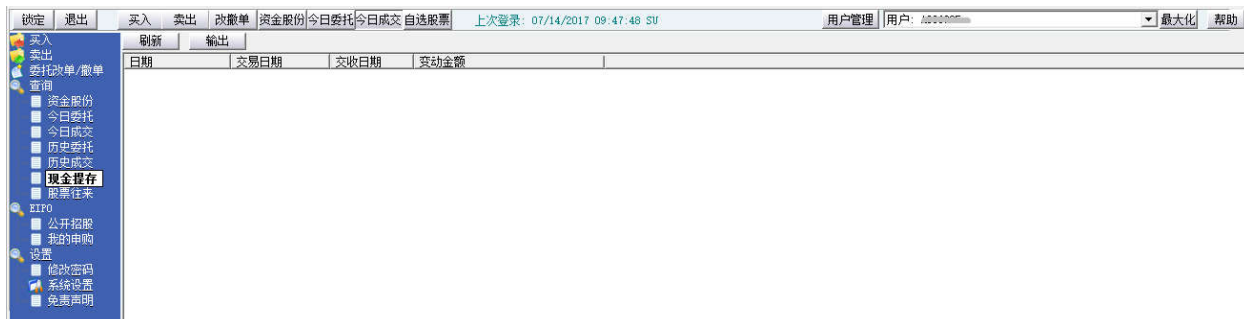 锁定 退出 买入 卖出 改撤单 资金股份 今日委托 今日成交 自选股票 上次登录: 07/14/2017 09:47:48 SU 用户管理 用户: 最大化 帮助
买入
卖出
委托改单/撤单
查询
资金股份
今日委托
今日成交
历史委托
历史成交
现金提存
股票往来
EIPO
公开招股
我的申购
设置
修改密码
系统设置
免责声明
刷新 输出
日期 交易日期 交收日期 变动金额